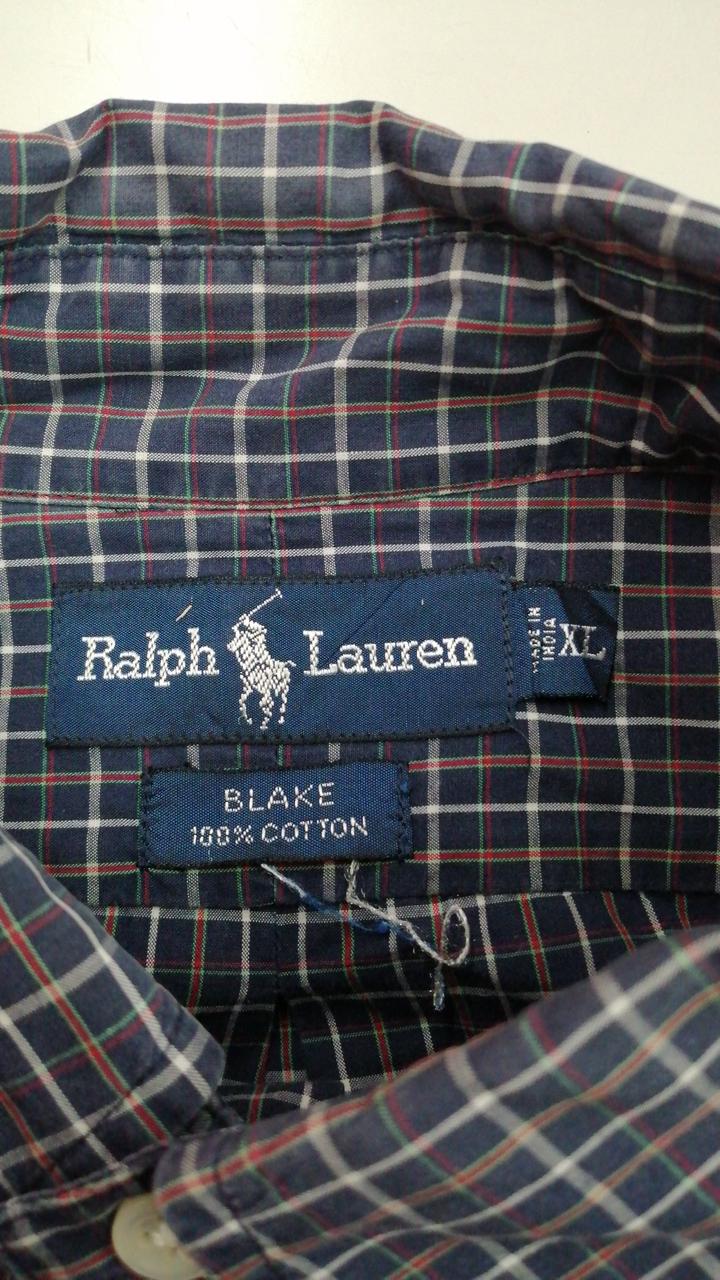 Ralph Lauren
MADE IN
INDIA
XL
BLAKE
100% COTTON